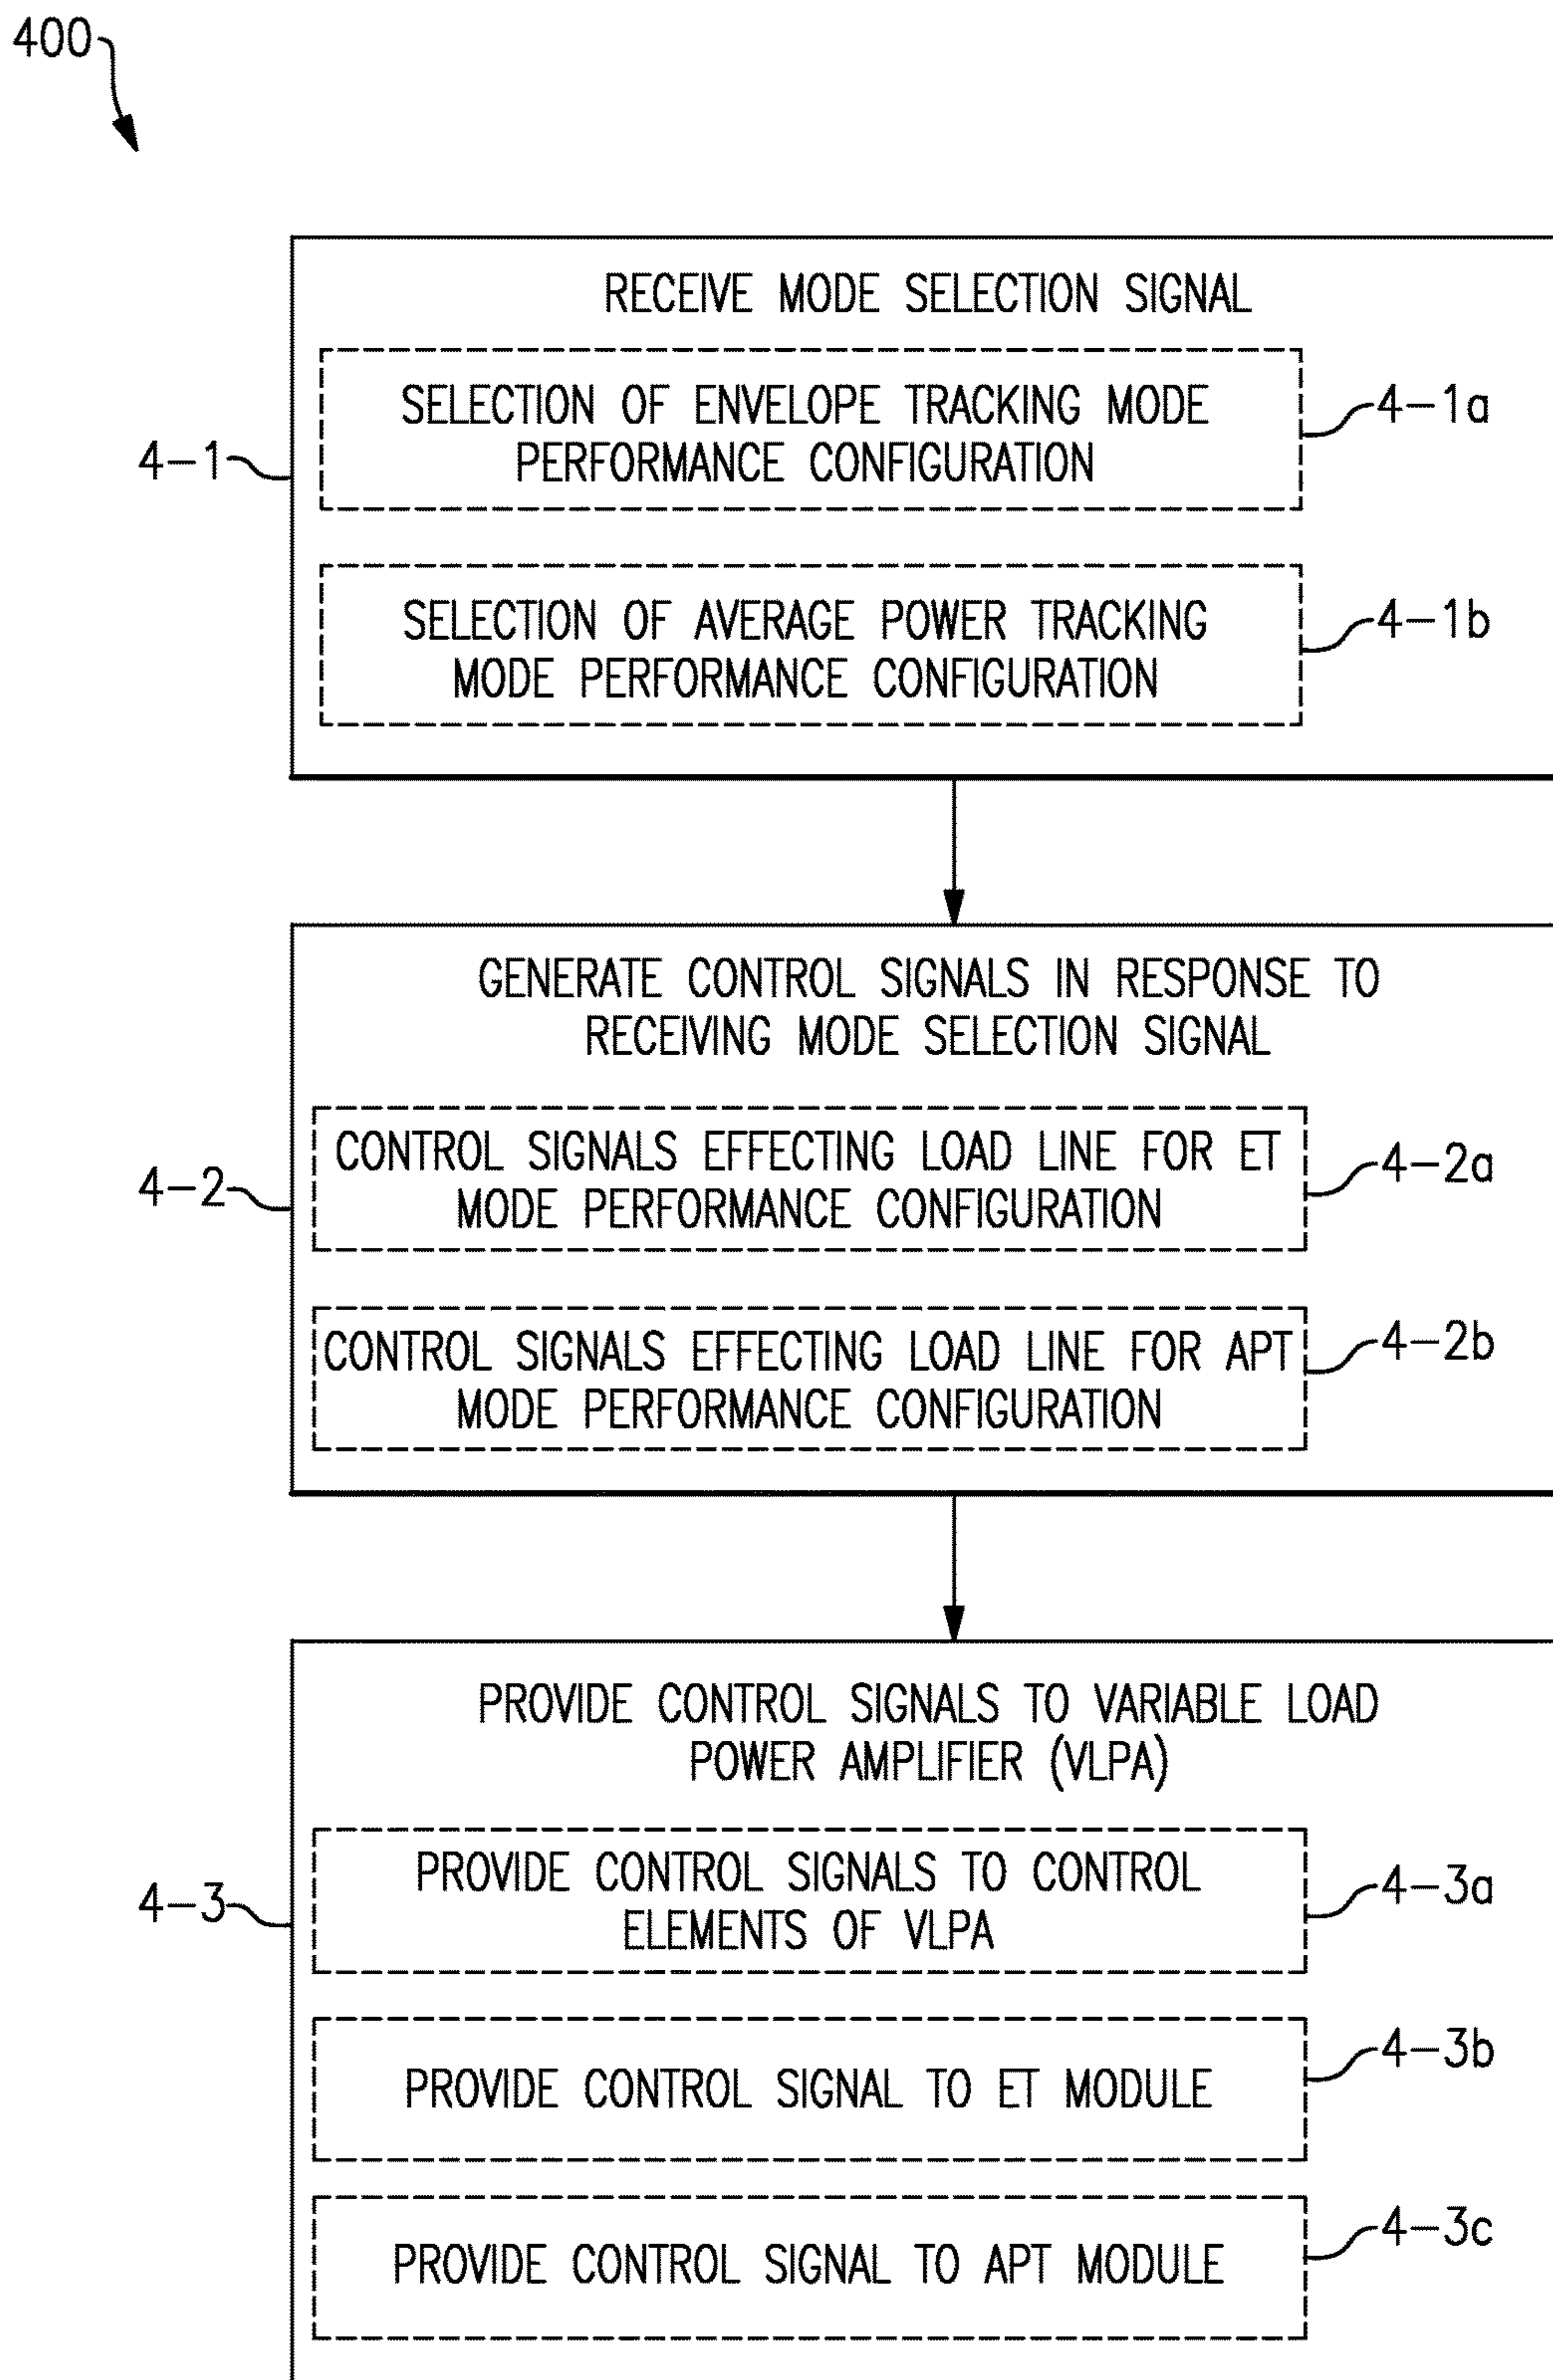 400
RECEIVE MODE SELECTION SIGNAL
SELECTION OF ENVELOPE TRACKING MODE
PERFORMANCE CONFIGURATION
4-1a
4-1
SELECTION OF AVERAGE POWER TRACKING
MODE PERFORMANCE CONFIGURATION
4-1b
GENERATE CONTROL SIGNALS IN RESPONSE TO
RECEIVING MODE SELECTION SIGNAL
CONTROL SIGNALS EFFECTING LOAD LINE FOR ET
MODE PERFORMANCE CONFIGURATION
4-2a
4-2
CONTROL SIGNALS EFFECTING LOAD LINE FOR APT
MODE PERFORMANCE CONFIGURATION
4-2b
PROVIDE CONTROL SIGNALS TO VARIABLE LOAD
POWER AMPLIFIER (VLPA)
PROVIDE CONTROL SIGNALS TO CONTROL
ELEMENTS OF VLPA
4-3a
4-3
PROVIDE CONTROL SIGNAL TO ET MODULE
4-3b
PROVIDE CONTROL SIGNAL TO APT MODULE
4-3c